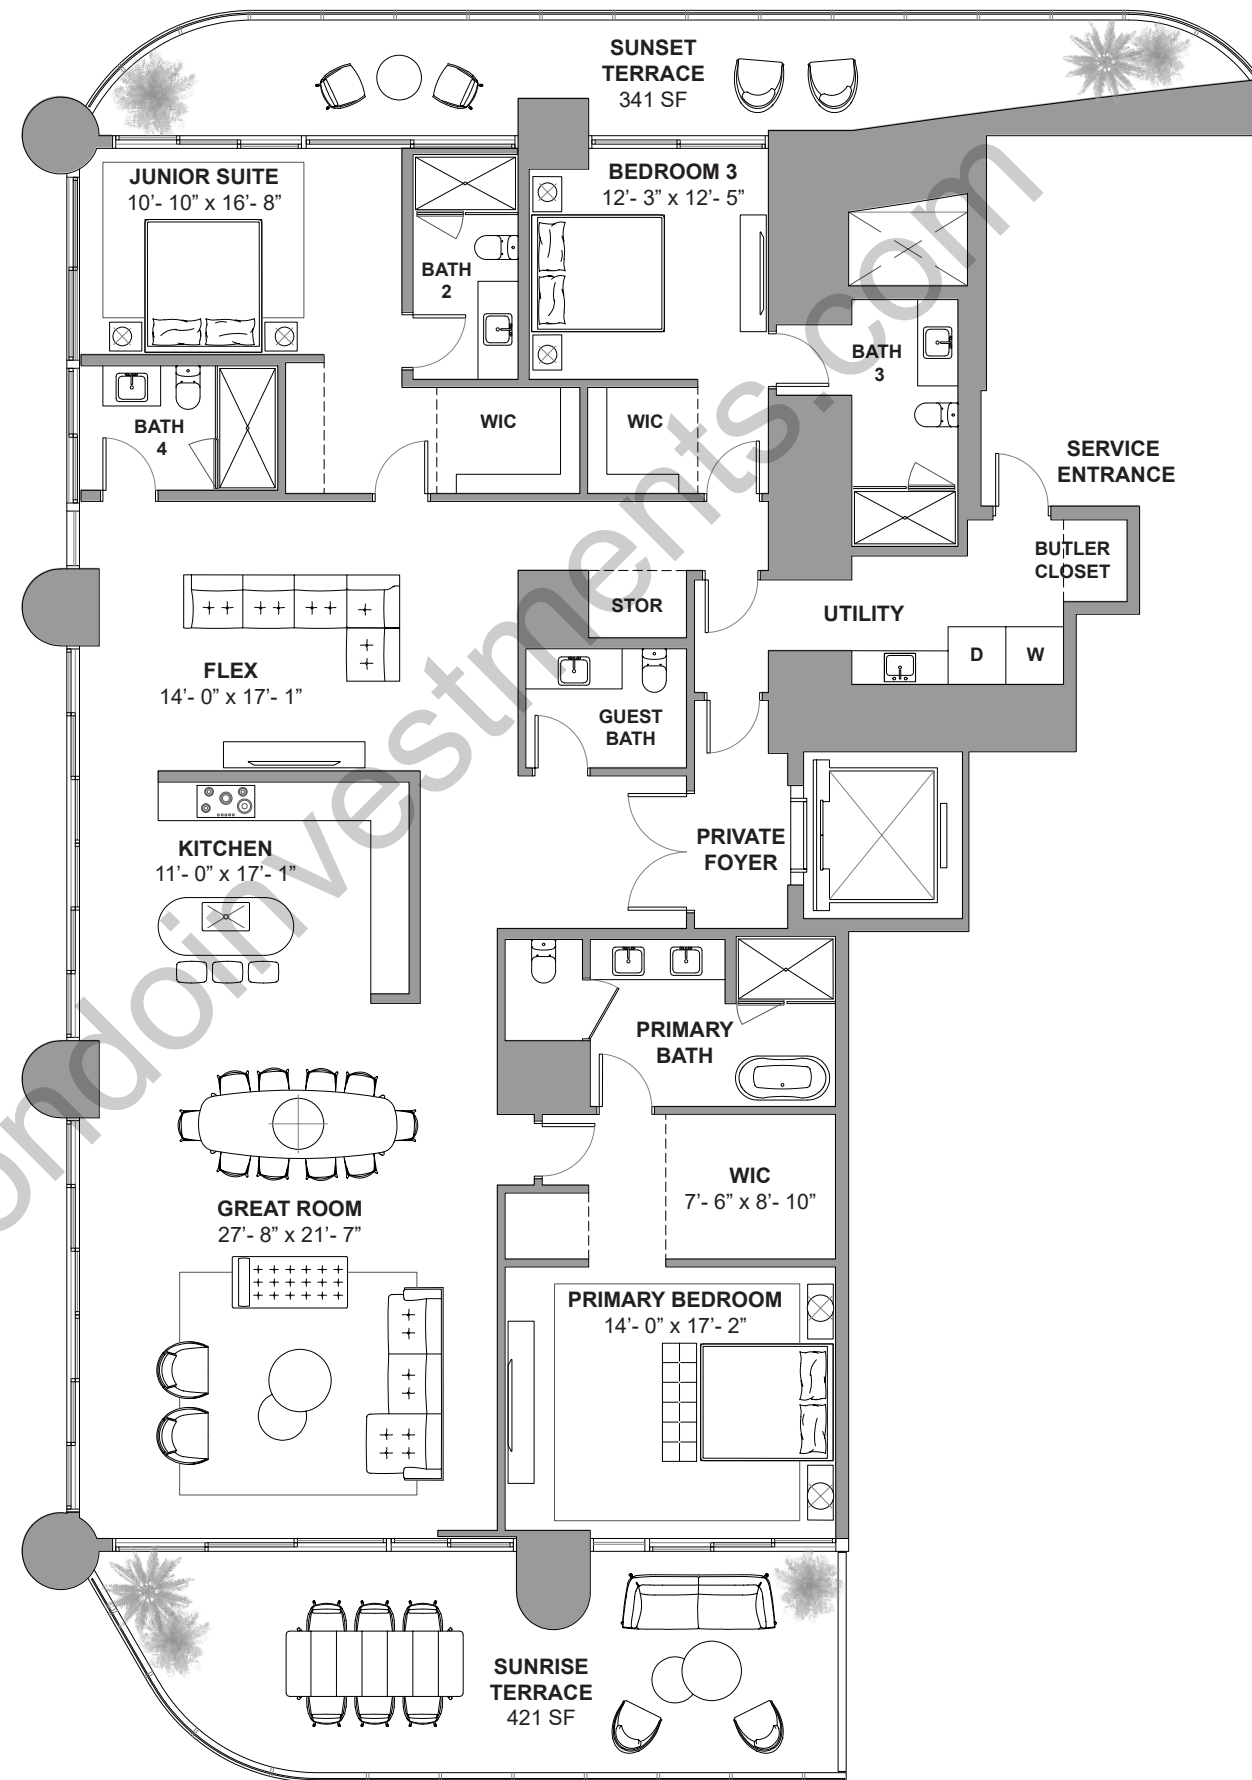 SUNSET
TERRACE
341 SF
JUNIOR SUITE
10’- 10” x 16’- 8”
BEDROOM 3
12’- 3” x 12’- 5”
BATH
2
BATH
3
WIC
WIC
BATH
4
SERVICE
ENTRANCE
BUTLER
CLOSET
STOR
UTILITY
D
W
FLEX
14’- 0” x 17’- 1”
GUEST
BATH
KITCHEN
11’- 0” x 17’- 1”
PRIVATE
FOYER
PRIMARY
BATH
WIC
7’- 6” x 8’- 10”
GREAT ROOM
27’- 8” x 21’- 7”
PRIMARY BEDROOM
14’- 0” x 17’- 2”
SUNRISE
TERRACE
421 SF
ondoinvestments.com